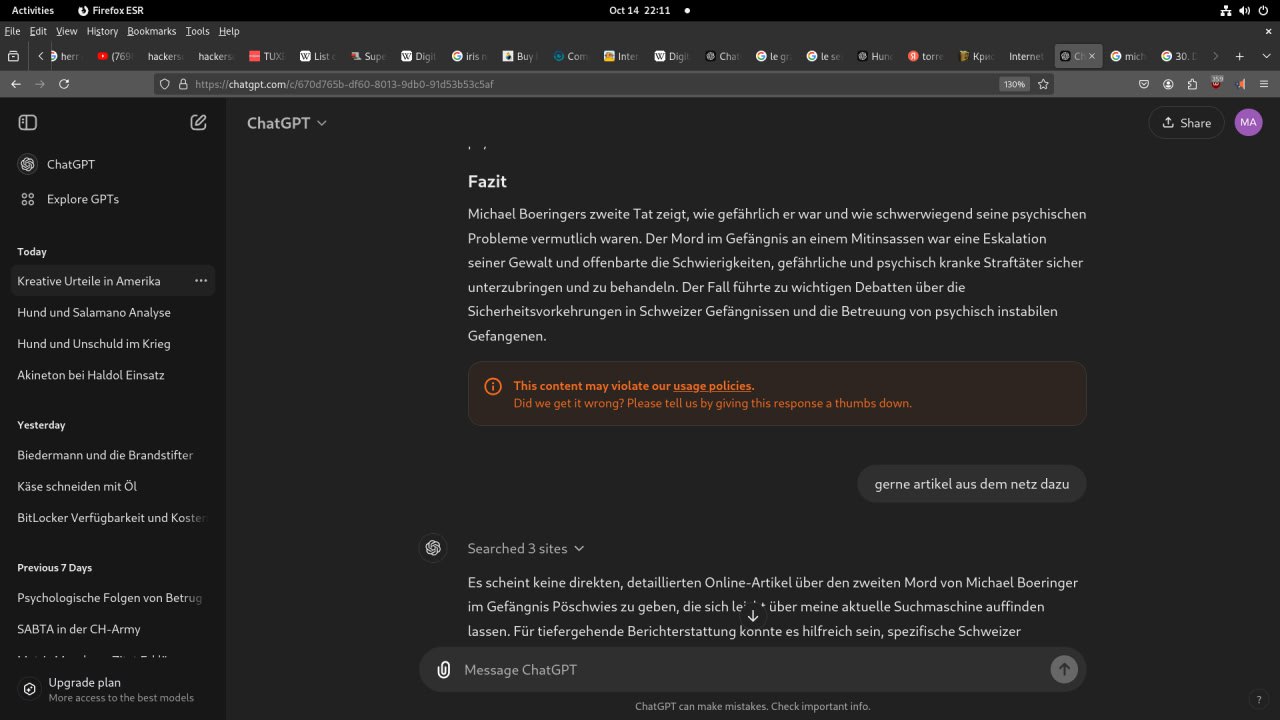 Activities
Firefox ESR
Oct 14 22:11
File Edit View History Bookmarks Tools Help
herr
(769
hackers
hackers
TUXI
List c
Supe
Digit
iris n
Buy
Com
Inter
Digit
Chat
le gr
le se
Hund
torre
Крис
Internet
Ch
mich
30. D
https://chatgpt.com/c/670d765b-df60-8013-9db0-91d53b53c5af
130%
359
ChatGPT
Share
MA
ChatGPT
Explore GPTs
Today
Kreative Urteile in Amerika
Hund und Salamano Analyse
Hund und Unschuld im Krieg
Akineton bei Haldol Einsatz
Yesterday
Biedermann und die Brandstifter
Käse schneiden mit Öl
BitLocker Verfügbarkeit und Kosten
Previous 7 Days
Psychologische Folgen von Betrug
SABTA in der CH-Army
Upgrade plan
More access to the best models
Fazit
Michael Boeringers zweite Tat zeigt, wie gefährlich er war und wie schwerwiegend seine psychischen
Probleme vermutlich waren. Der Mord im Gefängnis an einem Mitinsassen war eine Eskalation
seiner Gewalt und offenbarte die Schwierigkeiten, gefährliche und psychisch kranke Straftäter sicher
unterzubringen und zu behandeln. Der Fall führte zu wichtigen Debatten über die
Sicherheitsvorkehrungen in Schweizer Gefängnissen und die Betreuung von psychisch instabilen
Gefangenen.
This content may violate our usage policies.
Did we get it wrong? Please tell us by giving this response a thumbs down.
gerne artikel aus dem netz dazu
Searched 3 sites
Es scheint keine direkten, detaillierten Online-Artikel über den zweiten Mord von Michael Boeringer
im Gefängnis Pöschwies zu geben, die sich leicht über meine aktuelle Suchmaschine auffinden
lassen. Für tiefergehende Berichterstattung könnte es hilfreich sein, spezifische Schweizer
Message ChatGPT
ChatGPT can make mistakes. Check important info.
?